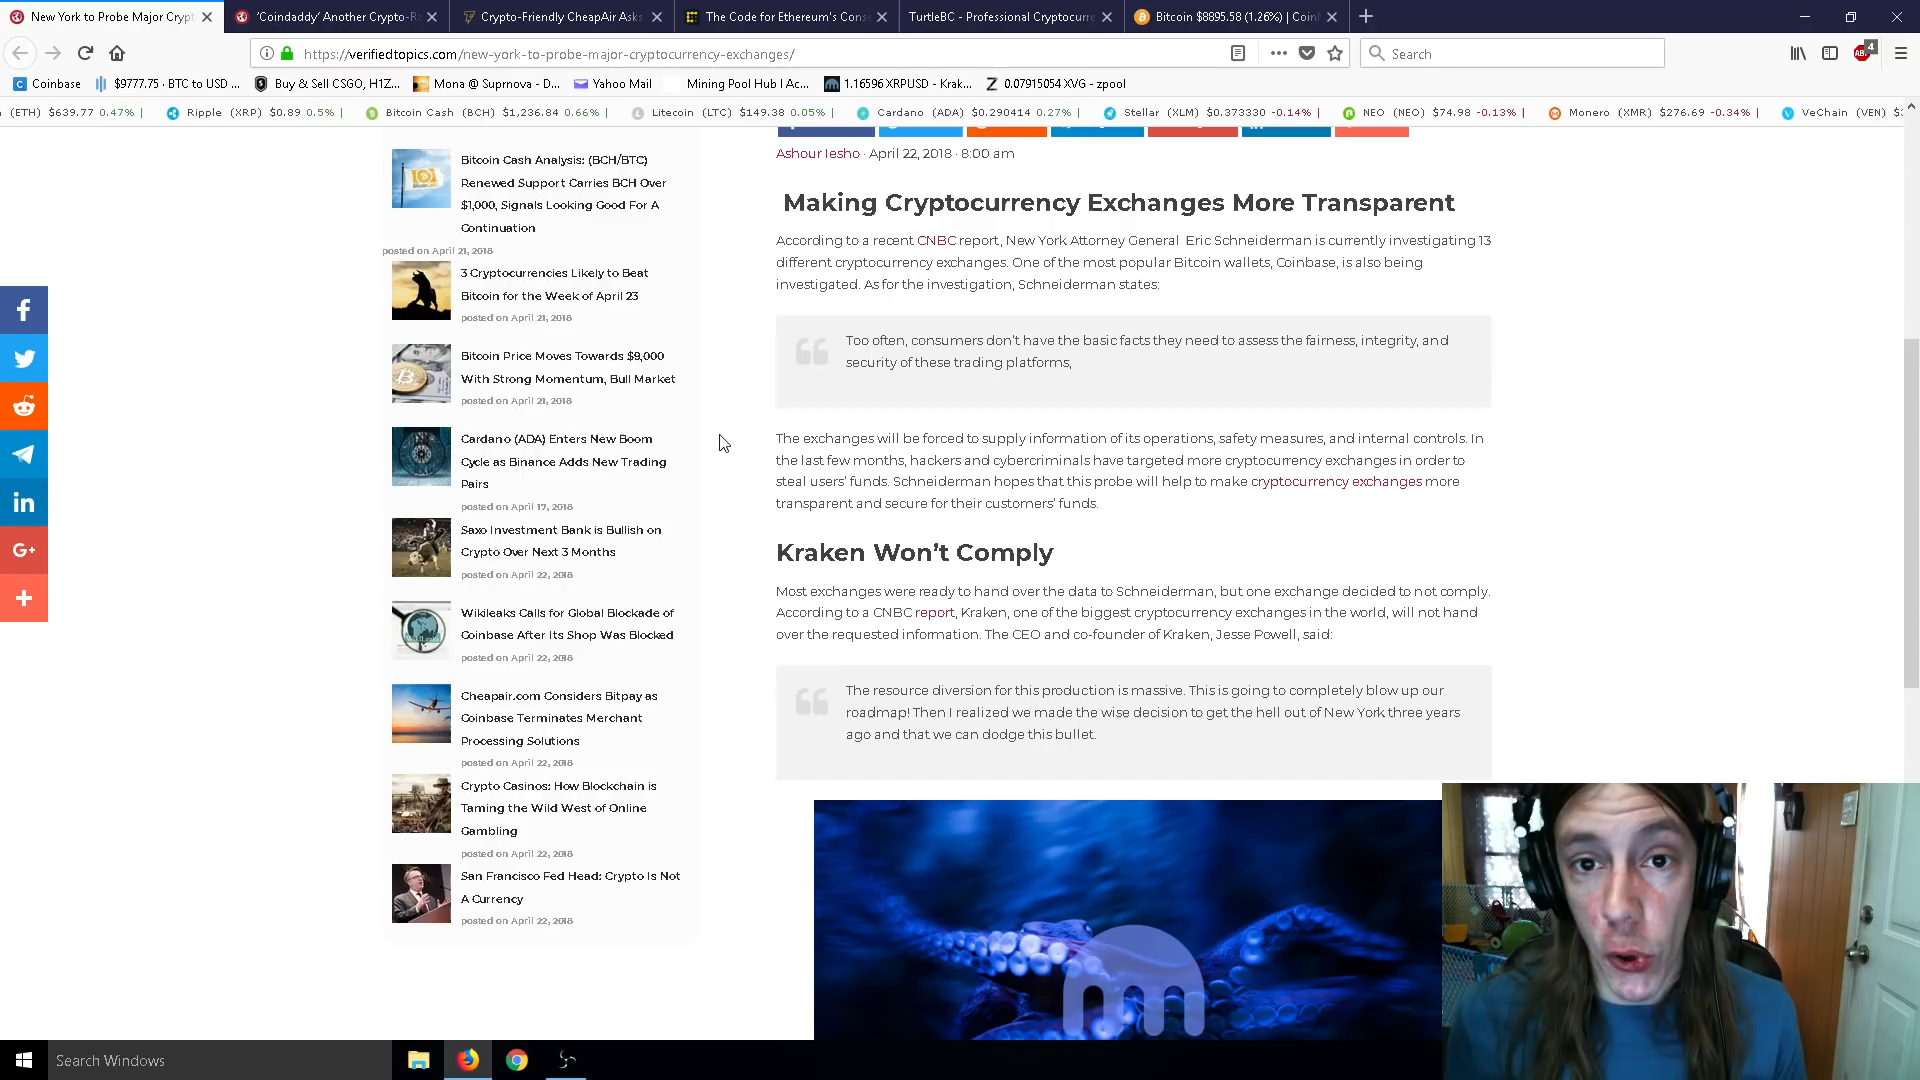 New York to Probe Major Crypt
'Coindaddy' Another Crypto-R
Crypto-Friendly CheapAir Asks
The Code for Ethereum's Cons
TurtleBC - Professional Cryptocurre
Bitcoin $8895.58 (1.26%) | Coin
https://verifiedtopics.com/new-york-to-probe-major-cryptocurrency-exchanges/
Search
4
Coinbase
$9777.75 · BTC to USD ...
Buy & Sell CSGO, H1Z...
Mona @ Suprnova - D...
Yahoo Mail
Mining Pool Hub | Ac...
1.16596 XRPUSD - Krak...
0.07915054 XVG - zpool
(ETH) $639.77 0.47% |
Ripple (XRP) $0.89 0.5% |
Bitcoin Cash (BCH) $1,236.84 0.66% |
Litecoin (LTC) $149.38 0.05% |
Cardano (ADA) $0.290414 0.27% |
Stellar (XLM) $0.373330 -0.14% |
NEO (NEO) $74.98 -0.13% |
Monero (XMR) $276.69 -0.34% |
VeChain (VEN)
Bitcoin Cash Analysis: (BCH/BTC)
Renewed Support Carries BCH Over
$1,000, Signals Looking Good For A
Continuation
posted on April 21, 2018
3 Cryptocurrencies Likely to Beat
Bitcoin for the Week of April 23
posted on April 21, 2018
Bitcoin Price Moves Towards $9,000
With Strong Momentum, Bull Market
posted on April 21, 2018
Cardano (ADA) Enters New Boom
Cycle as Binance Adds New Trading
Pairs
posted on April 17, 2018
Saxo Investment Bank is Bullish on
Crypto Over Next 3 Months
posted on April 22, 2018
Wikileaks Calls for Global Blockade of
Coinbase After Its Shop Was Blocked
posted on April 22, 2018
Cheapair.com Considers Bitpay as
Coinbase Terminates Merchant
Processing Solutions
posted on April 22, 2018
Crypto Casinos: How Blockchain is
Taming the Wild West of Online
Gambling
posted on April 22, 2018
San Francisco Fed Head: Crypto Is Not
A Currency
posted on April 22, 2018
Ashour Iesho · April 22, 2018 · 8:00 am
Making Cryptocurrency Exchanges More Transparent
According to a recent CNBC report, New York Attorney General Eric Schneiderman is currently investigating 13
different cryptocurrency exchanges. One of the most popular Bitcoin wallets, Coinbase, is also being
investigated. As for the investigation, Schneiderman states:
Too often, consumers don't have the basic facts they need to assess the fairness, integrity, and
security of these trading platforms,
The exchanges will be forced to supply information of its operations, safety measures, and internal controls. In
the last few months, hackers and cybercriminals have targeted more cryptocurrency exchanges in order to
steal users' funds. Schneiderman hopes that this probe will help to make cryptocurrency exchanges more
transparent and secure for their customers' funds.
Kraken Won't Comply
Most exchanges were ready to hand over the data to Schneiderman, but one exchange decided to not comply.
According to a CNBC report, Kraken, one of the biggest cryptocurrency exchanges in the world, will not hand
over the requested information. The CEO and co-founder of Kraken, Jesse Powell, said:
The resource diversion for this production is massive. This is going to completely blow up our
roadmap! Then I realized we made the wise decision to get the hell out of New York three years
ago and that we can dodge this bullet.
Search Windows